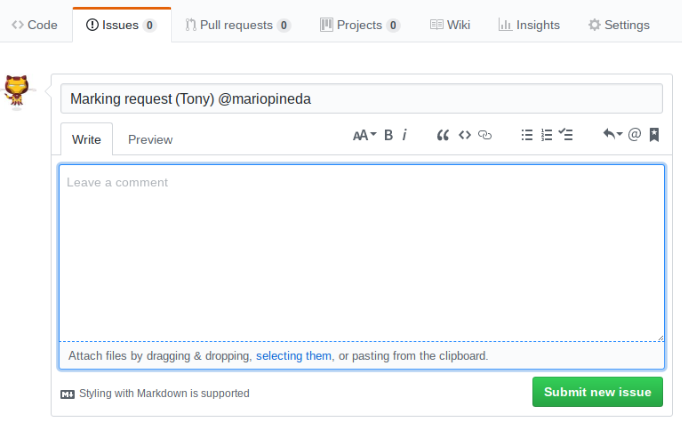 Code Issues 0 Pull requests 0 Projects 0 Wiki Insights Settings
Marking request (Tony) @mariopineda
Write Preview AA B i
Leave a comment
Attach files by dragging & dropping, selecting them, or pasting from the clipboard.
Styling with Markdown is supported Submit new issue